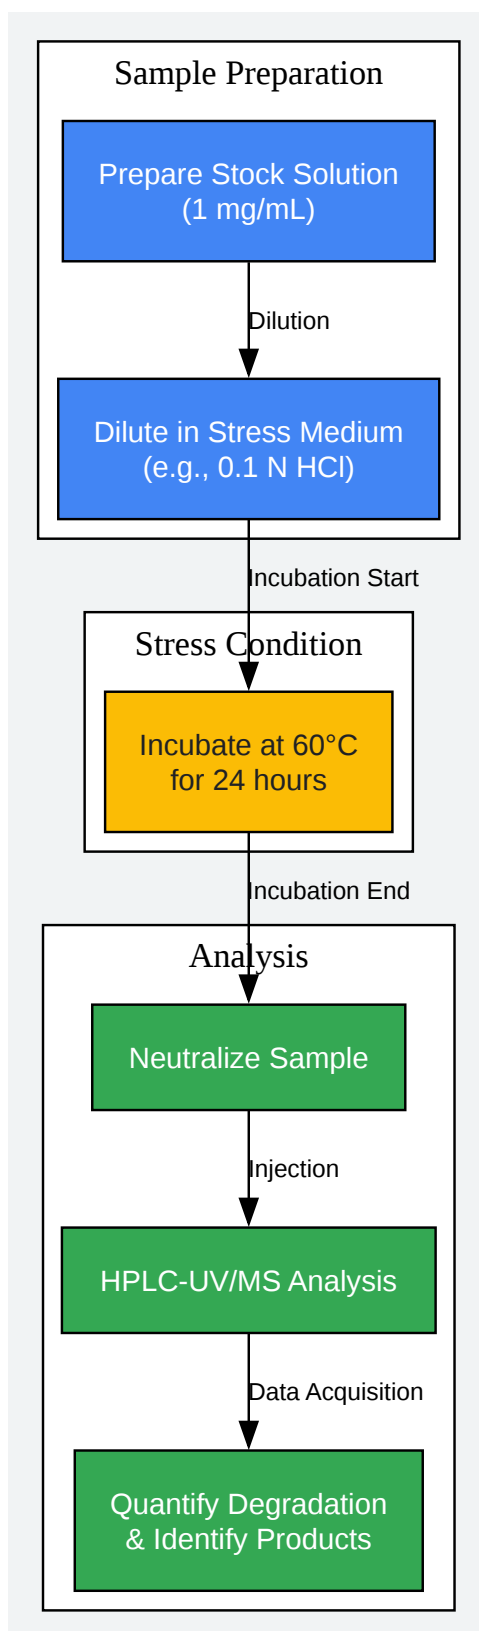 Sample Preparation
Prepare Stock Solution
(1 mg/mL)
Dilution
Dilute in Stress Medium
(e.g., 0.1 N HCl)
Incubation Start
Stress Condition
Incubate at 60°C
for 24 hours
Incubation End
Analysis
Neutralize Sample
Injection
HPLC-UV/MS Analysis
Data Acquisition
Quantify Degradation
& Identify Products